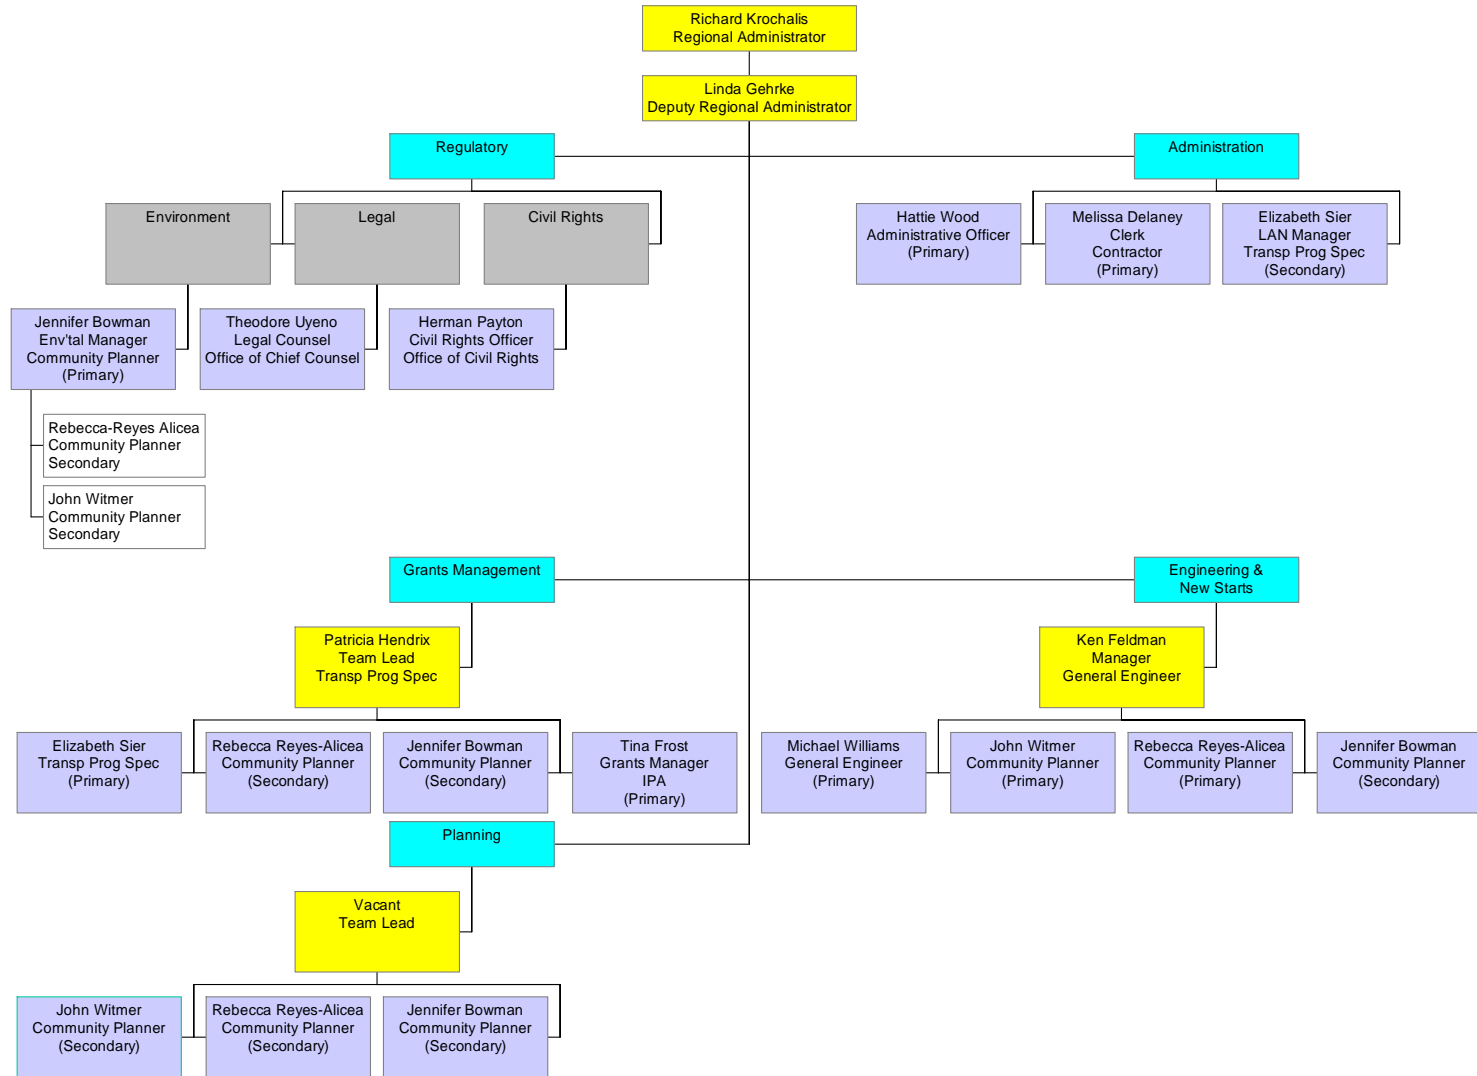 Richard Krochalis
Regional Administrator
Linda Gehrke
Deputy Regional Administrator
Regulatory
Administration
Environment
Legal
Civil Rights
Hattie Wood
Administrative Officer
(Primary)
Melissa Delaney
Clerk
Contractor
(Primary)
Elizabeth Sier
LAN Manager
Transp Prog Spec
(Secondary)
Jennifer Bowman
Env'tal Manager
Community Planner
(Primary)
Theodore Uyeno
Legal Counsel
Office of Chief Counsel
Herman Payton
Civil Rights Officer
Office of Civil Rights
Rebecca-Reyes Alicea
Community Planner
Secondary
John Witmer
Community Planner
Secondary
Grants Management
Engineering &
New Starts
Patricia Hendrix
Team Lead
Transp Prog Spec
Ken Feldman
Manager
General Engineer
Elizabeth Sier
Transp Prog Spec
(Primary)
Rebecca Reyes-Alicea
Community Planner
(Secondary)
Jennifer Bowman
Community Planner
(Secondary)
Tina Frost
Grants Manager
IPA
(Primary)
Michael Williams
General Engineer
(Primary)
John Witmer
Community Planner
(Primary)
Rebecca Reyes-Alicea
Community Planner
(Primary)
Jennifer Bowman
Community Planner
(Secondary)
Planning
Vacant
Team Lead
John Witmer
Community Planner
(Secondary)
Rebecca Reyes-Alicea
Community Planner
(Secondary)
Jennifer Bowman
Community Planner
(Secondary)